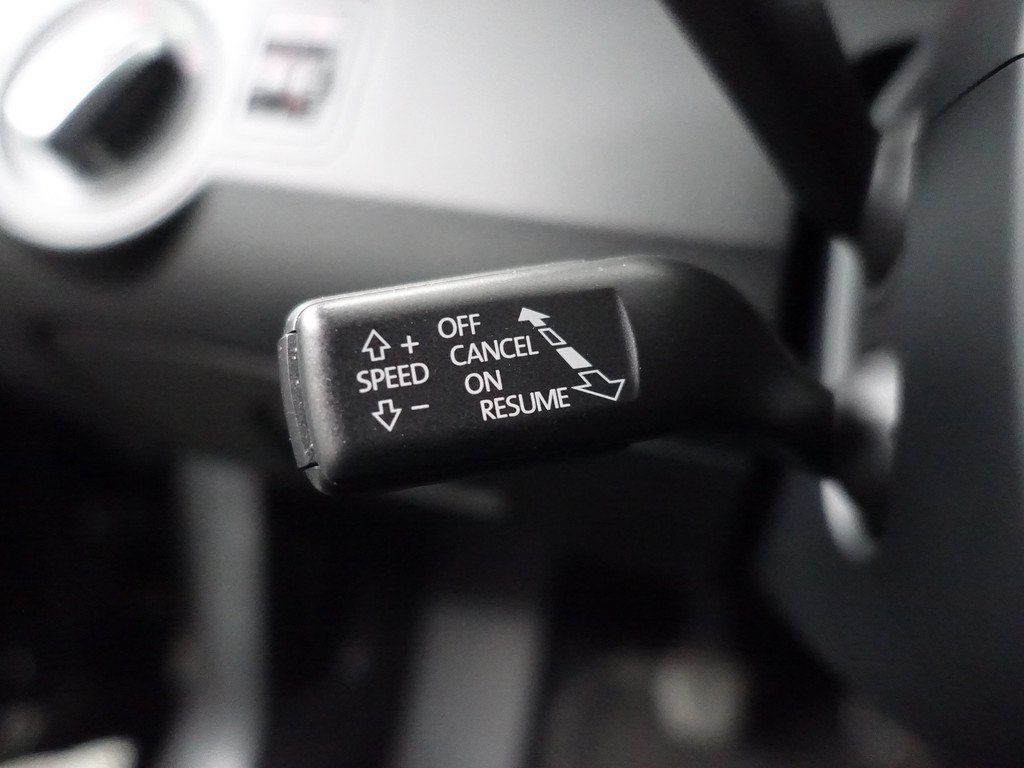 +
SPEED
−
OFF
CANCEL
ON
RESUME